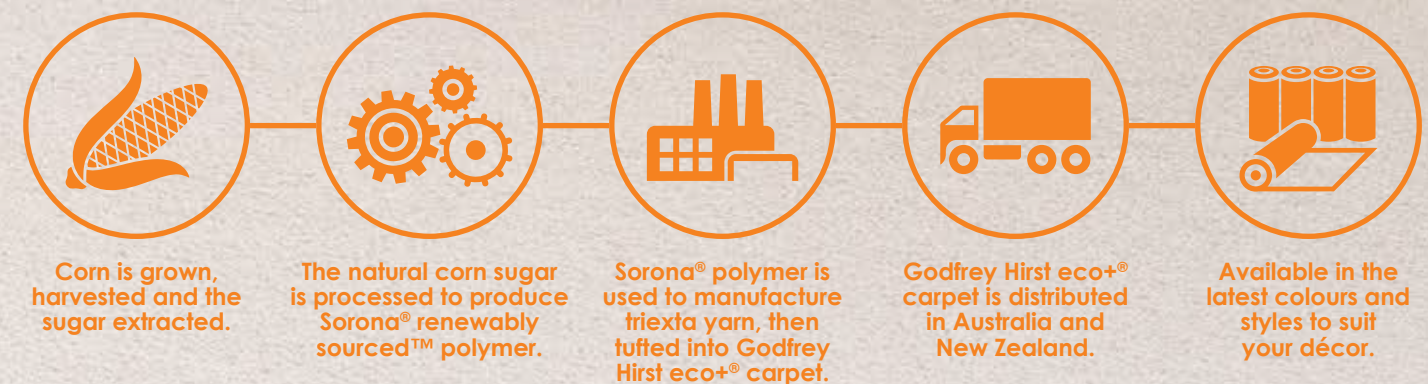 Corn is grown,
harvested and the
sugar extracted.
The natural corn sugar
is processed to produce
Sorona® renewably
sourced™ polymer.
Sorona® polymer is
used to manufacture
triexta yarn, then
tufted into Godfrey
Hirst eco+® carpet.
Godfrey Hirst eco+®
carpet is distributed
in Australia and
New Zealand.
Available in the
latest colours and
styles to suit
your décor.